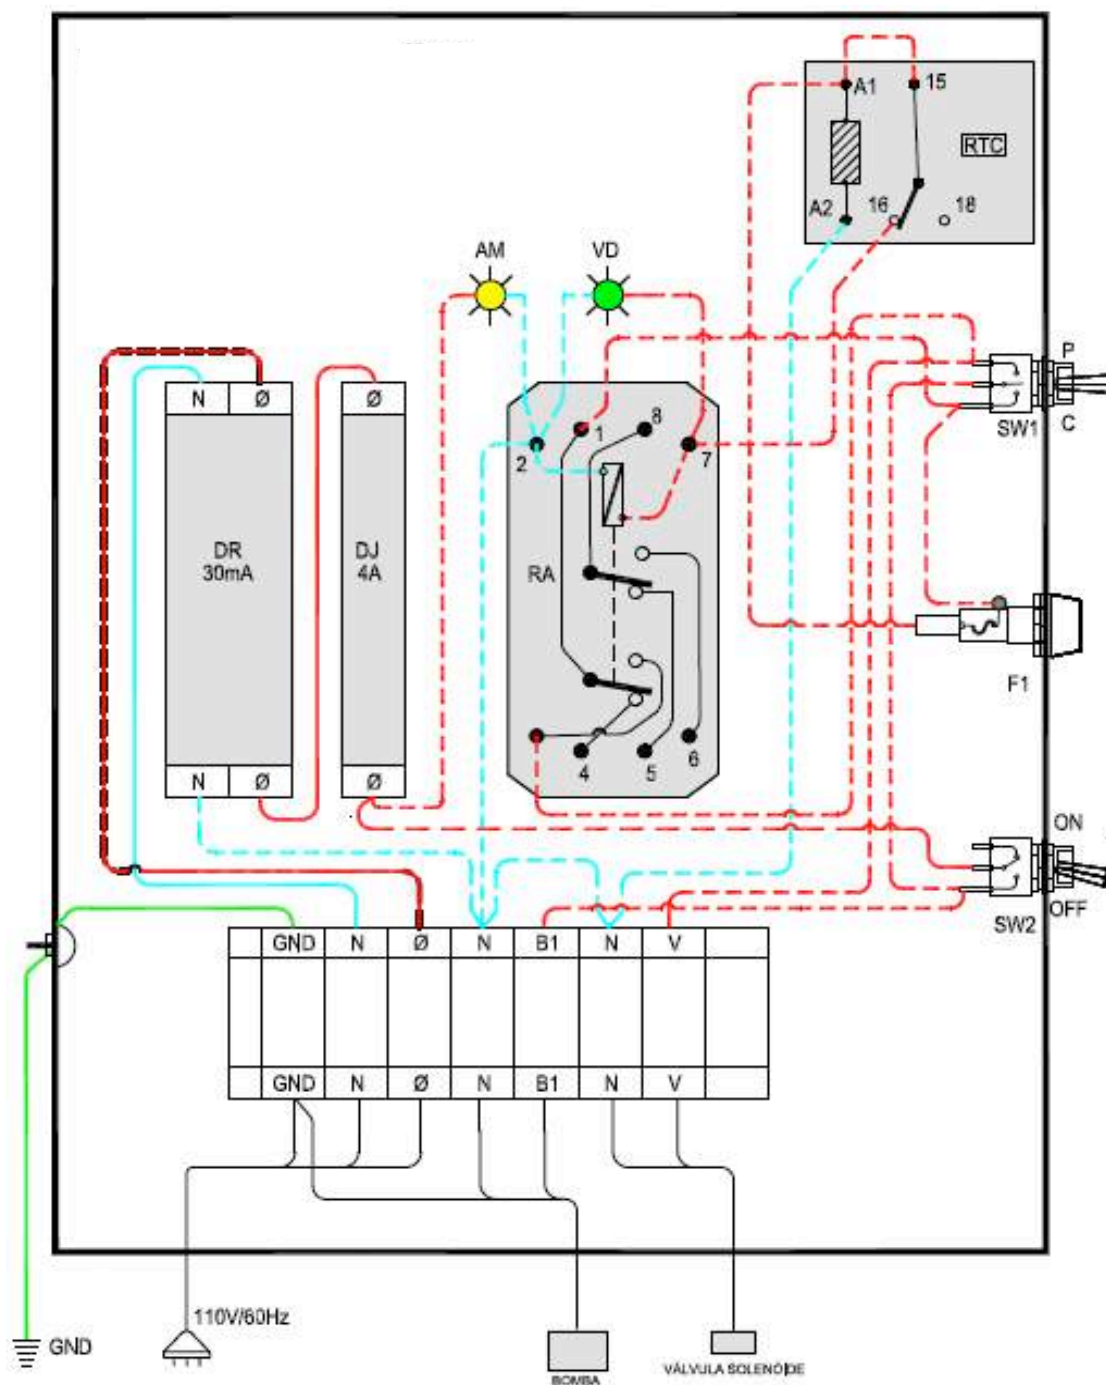 A1
15
RTC
A2
16
18
AM
VD
P
C
SW1
N
Ø
Ø
DR
30mA
DJ
4A
1
8
2
7
RA
F1
4
5
6
N
Ø
Ø
ON
OFF
SW2
GND
N
Ø
N
B1
N
V
GND
N
Ø
N
B1
N
V
110V/60Hz
GND
BOMBA
VÁLVULA SOLENÓIDE